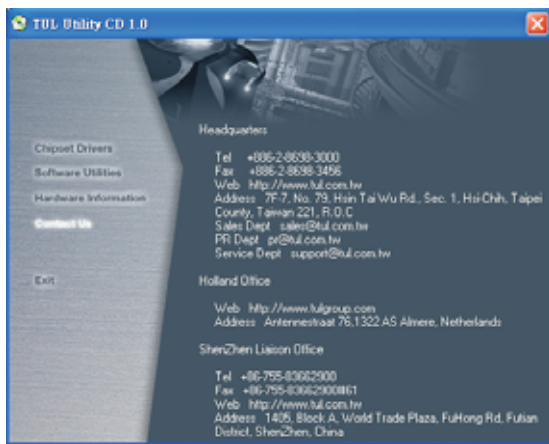 TUL Utility CD 1.0
Chipset Drivers
Software Utilities
Hardware Information
Contact Us
Exit
Headquarters
Tel +886-2-8698-3000
Fax +886-2-8698-3456
Web http://www.tul.com.tw
Address 7F-7, No. 79, Hsin Tai Wu Rd., Sec. 1, Hsi-Chih, Taipei
County, Taiwan 221, R.O.C
Sales Dept sales@tul.com.tw
PR Dept pr@tul.com.tw
Service Dept support@tul.com.tw
Holland Office
Web http://www.tulgroup.com
Address Antennestraat 76,1322 AS Almere, Netherlands
ShenZhen Liaison Office
Tel +86-755-83662900
Fax +86-755-83662900#861
Web http://www.tul.com.tw
Address 1405, Block A, World Trade Plaza, FuHong Rd, Futian
District, ShenZhen, China